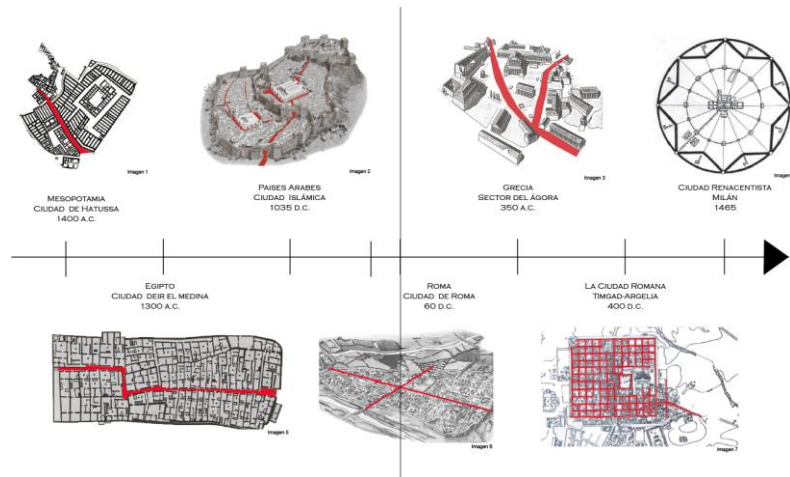 Imagen 1
MESOPOTAMIA
CIUDAD DE HATUSSA
1400 A.C.
Imagen 2
PAISES ARABES
CIUDAD ISLÁMICA
1035 D.C.
Imagen 3
GRECIA
SECTOR DEL ÁGORA
350 A.C.
Imagen
CIUDAD RENACENTISTA
MILÁN
1465
EGIPTO
CIUDAD DEIR EL MEDINA
1300 A.C.
Imagen 5
ROMA
CIUDAD DE ROMA
60 D.C.
Imagen 6
LA CIUDAD ROMANA
TIMGAD-ARGELIA
400 D.C.
Imagen 7